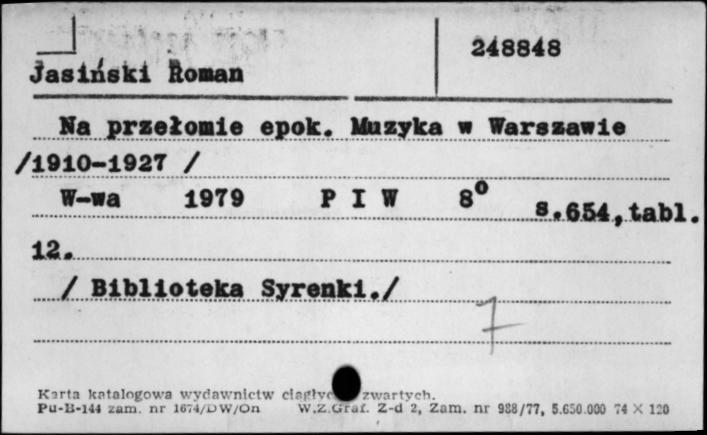 248848
Jasiński Roman
Na przełomie epok. Muzyka w Warszawie
/1910-1927 /
W-wa 1979 P I W 8° s.654, tabl.
12.
/ Biblioteka Syrenki./
7
Karta katalogowa wydawnictw zwartych.
Pu-B-144 zam. nr 1674/DW/On W.Z.Graf. Z-d 2, Zam. nr 988/77, 5.650.000 74 X 120